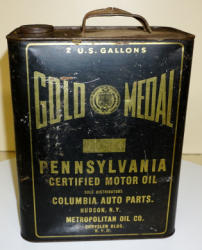 2 U.S. GALLONS
GOLD MEDAL
PENNSYLVANIA
CERTIFIED MOTOR OIL
SOLE DISTRIBUTORS
COLUMBIA AUTO PARTS.
HUDSON, N.Y.
METROPOLITAN OIL CO.
CHRYSLER BLDG.
N.Y.C.